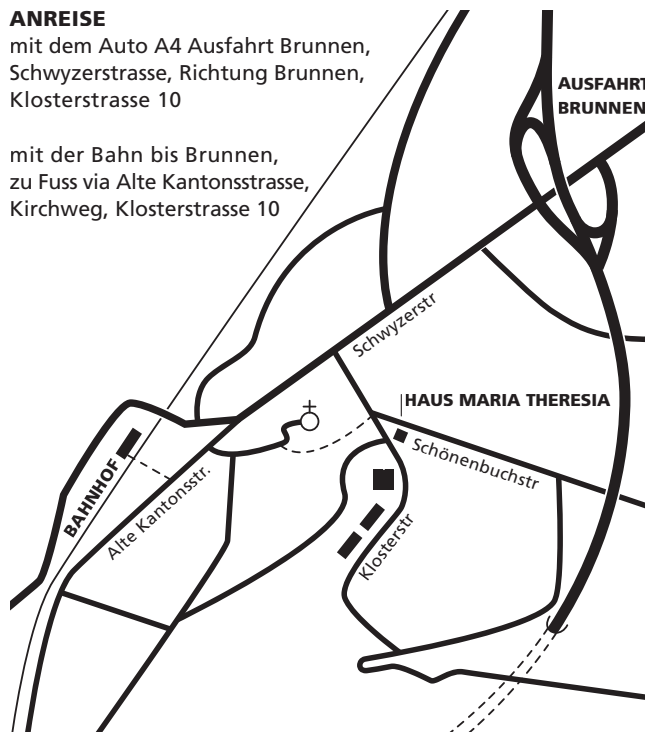 ANREISE
mit dem Auto A4 Ausfahrt Brunnen,
Schwyzerstrasse, Richtung Brunnen,
Klosterstrasse 10
mit der Bahn bis Brunnen,
zu Fuss via Alte Kantonsstrasse,
Kirchweg, Klosterstrasse 10
AUSFAHRT
BRUNNEN
Schwyzerstr
HAUS MARIA THERESIA
Schönenbuchstr
BAHNHOF
Alte Kantonsstr.
Klosterstr